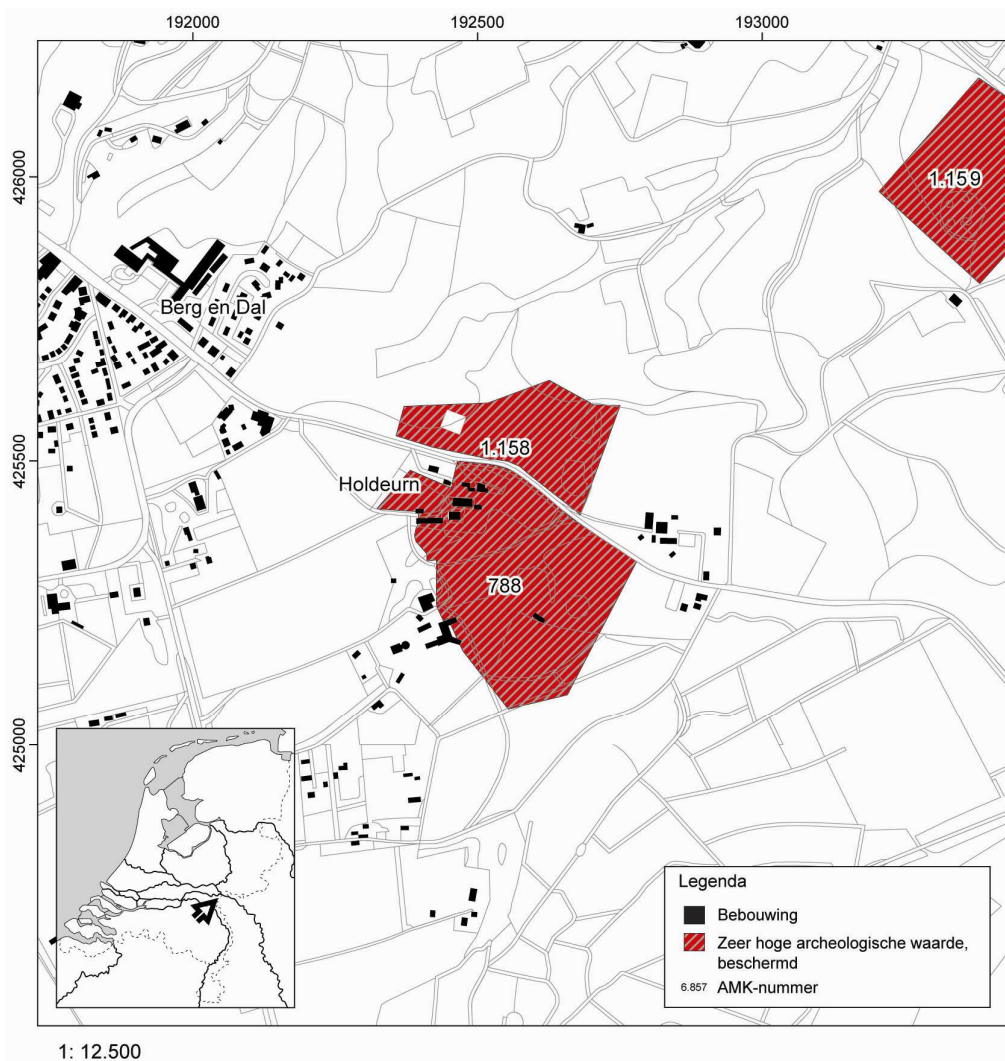 192000
192500
193000
426000
425500
425000
1.159
Berg en Dal
1.158
Holdeurn
788
Legenda
Bebouwing
Zeer hoge archeologische waarde,
beschermd
6.857 AMK-nummer
1: 12.500